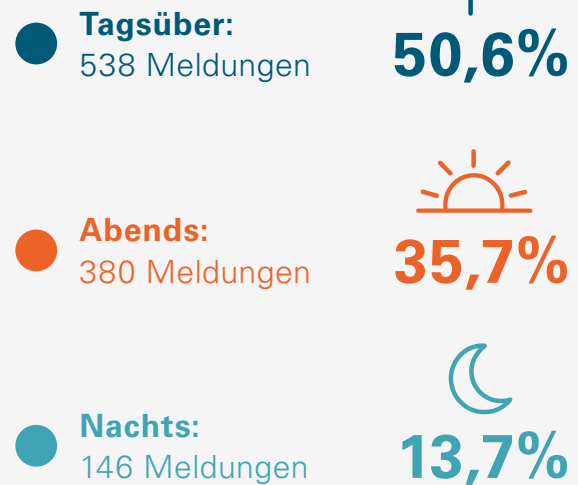 Tagsüber:
538 Meldungen
50,6%
Abends:
380 Meldungen
35,7%
Nachts:
146 Meldungen
13,7%